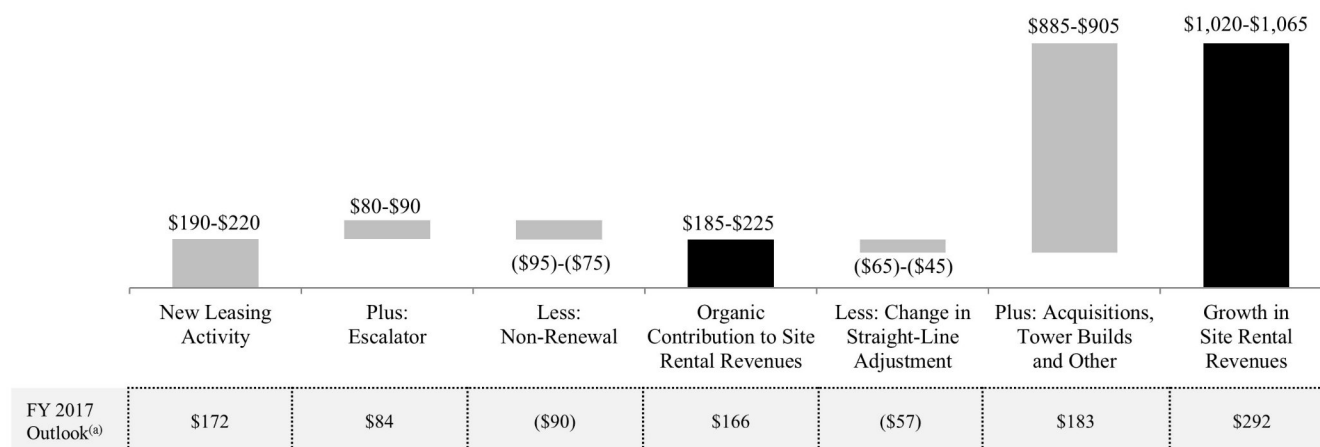 $885-$905
$1,020-$1,065
$190-$220
$80-$90
($95)-($75)
$185-$225
($65)-($45)
New Leasing
Activity
Plus:
Escalator
Less:
Non-Renewal
Organic
Contribution to Site
Rental Revenues
Less: Change in
Straight-Line
Adjustment
Plus: Acquisitions,
Tower Builds
and Other
Growth in
Site Rental
Revenues
FY 2017
Outlook(a)
$172
$84
($90)
$166
($57)
$183
$292